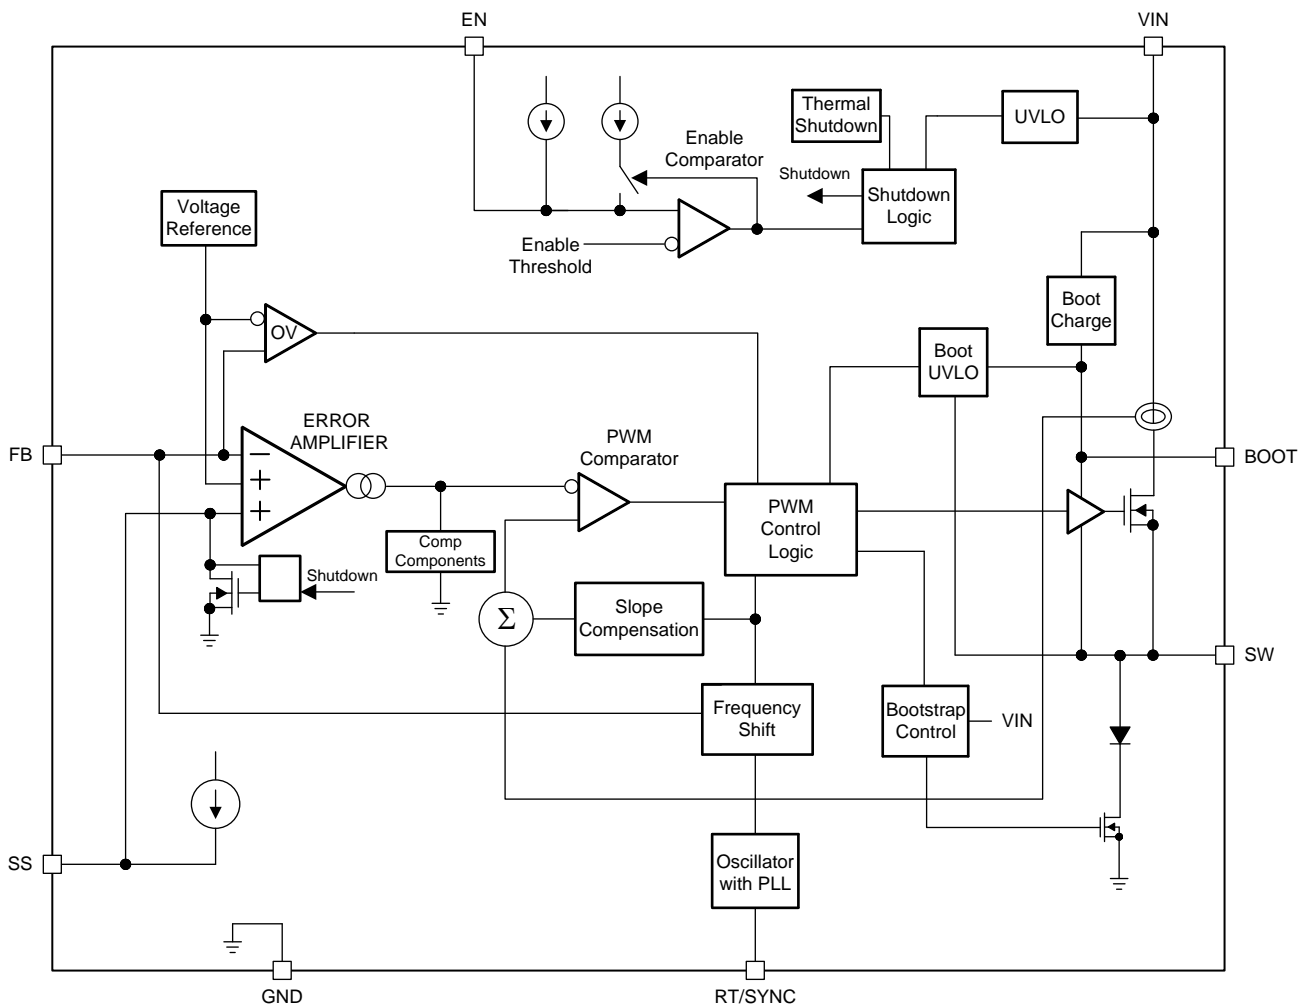 EN
VIN
Thermal
Shutdown
UVLO
Enable
Comparator
Shutdown
Shutdown
Logic
Voltage
Reference
Enable
Threshold
Boot
Charge
OV
Boot
UVLO
ERROR
AMPLIFIER
PWM
Comparator
FB
BOOT
PWM
Control
Logic
Comp
Components
Shutdown
Σ
Slope
Compensation
SW
Frequency
Shift
Bootstrap
Control
VIN
SS
Oscillator
with PLL
GND
RT/SYNC